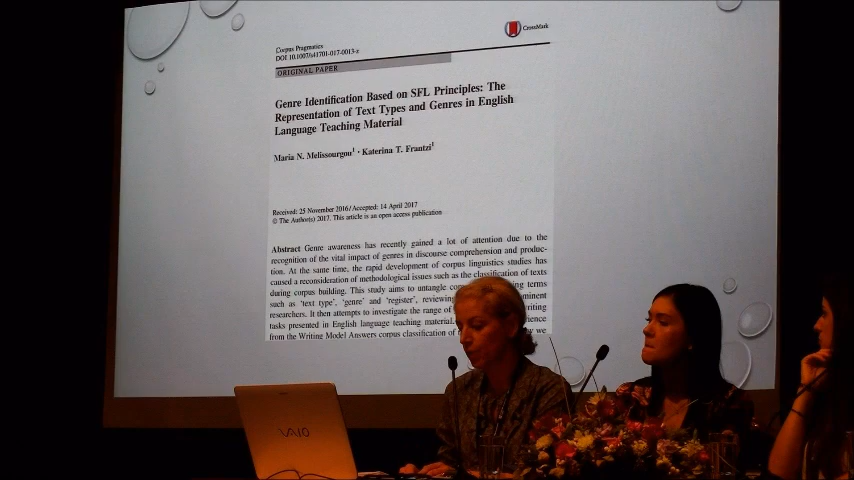 CrossMark
Corpus Pragmatics
DOI 10.1007/s41701-017-0013-z
ORIGINAL PAPER
Genre Identification Based on SFL Principles: The
Representation of Text Types and Genres in English
Language Teaching Material
Maria N. Melissourgou¹ · Katerina T. Frantzi¹
Received: 25 November 2016 / Accepted: 14 April 2017
© The Author(s) 2017. This article is an open access publication
Abstract Genre awareness has recently gained a lot of attention due to the
recognition of the vital impact of genres in discourse comprehension and produc-
tion. At the same time, the rapid development of corpus linguistics studies has
caused a reconsideration of methodological issues such as the classification of texts
during corpus building. This study aims to untangle terms
such as 'text type', 'genre' and 'register', reviewing
researchers. It then attempts to investigate the range of writing
tasks presented in English language teaching material.
from the Writing Model Answers corpus classification of we
VAIO